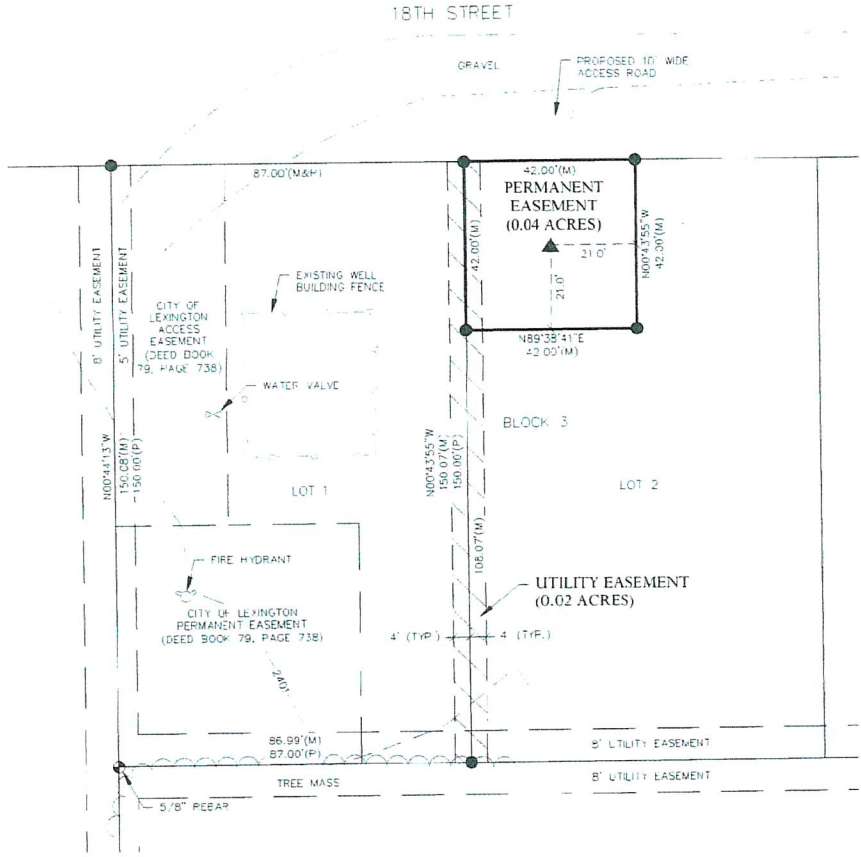 18TH STREET
GRAVEL
PROPOSED 10' WIDE
ACCESS ROAD
87.00'(M&P)
42.00'(M)
PERMANENT
EASEMENT
(0.04 ACRES)
42.00'(M)
21.0'
21.0'
N00°43'55"W
42.00'(M)
N89°38'41"E
42.00'(M)
8' UTILITY EASEMENT
5' UTILITY EASEMENT
CITY OF
LEXINGTON
ACCESS
EASEMENT
(DEED BOOK
79, PAGE 738)
EXISTING WELL
BUILDING FENCE
WATER VALVE
BLOCK 3
N00°44'13"W
150.08'(M)
150.00'(P)
LOT 1
N00°43'55"W
150.07'(M)
150.00'(P)
LOT 2
108.07'(M)
FIRE HYDRANT
CITY OF LEXINGTON
PERMANENT EASEMENT
(DEED BOOK 79, PAGE 738)
UTILITY EASEMENT
(0.02 ACRES)
4' (TYP.)
4' (TYP.)
2401
86.99'(M)
87.00'(P)
8' UTILITY EASEMENT
TREE MASS
8' UTILITY EASEMENT
5/8" REBAR